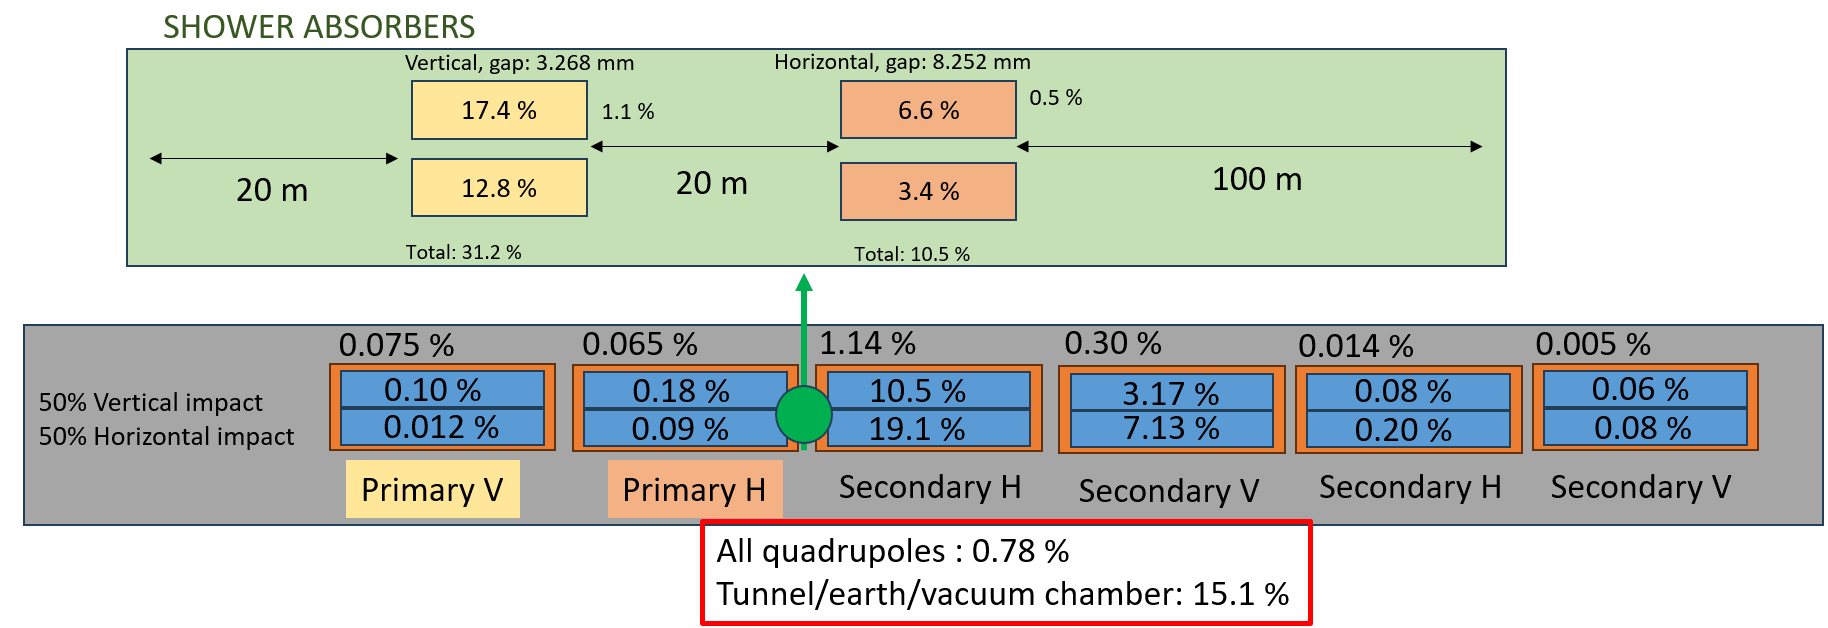 SHOWER ABSORBERS
Vertical, gap: 3.268 mm
Horizontal, gap: 8.252 mm
17.4 %
1.1 %
6.6 %
0.5 %
20 m
12.8 %
20 m
3.4 %
100 m
Total: 31.2 %
Total: 10.5 %
0.075 %
0.065 %
1.14 %
0.30 %
0.014 %
0.005 %
50% Vertical impact
50% Horizontal impact
0.10 %
0.012 %
0.18 %
0.09 %
10.5 %
19.1 %
3.17 %
7.13 %
0.08 %
0.20 %
0.06 %
0.08 %
Primary V
Primary H
Secondary H
Secondary V
Secondary H
Secondary V
All quadrupoles : 0.78 %
Tunnel/earth/vacuum chamber: 15.1 %